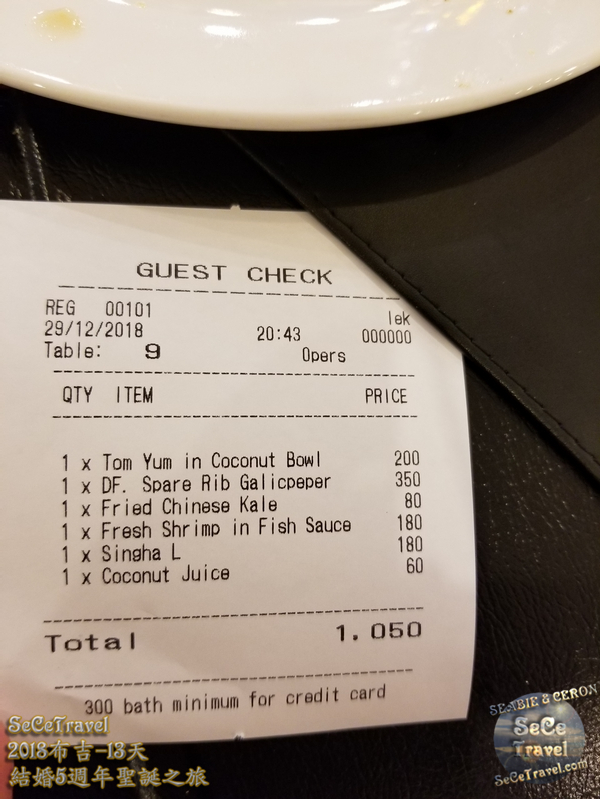 GUEST CHECK
REG 00101
lek
29/12/2018 20:43 000000
Table: 9 0pers
QTY ITEM PRICE
1 x Tom Yum in Coconut Bowl 200
1 x DF. Spare Rib Galicpeper 350
1 x Fried Chinese Kale 80
1 x Fresh Shrimp in Fish Sauce 180
1 x Singha L 180
1 x Coconut Juice 60
Total 1.050
300 bath minimum for credit card
SeCeTravel
2018布吉-13天
結婚5週年聖誕之旅
SEABIE & CERON
SeCe
Travel
SeCeTravel.com